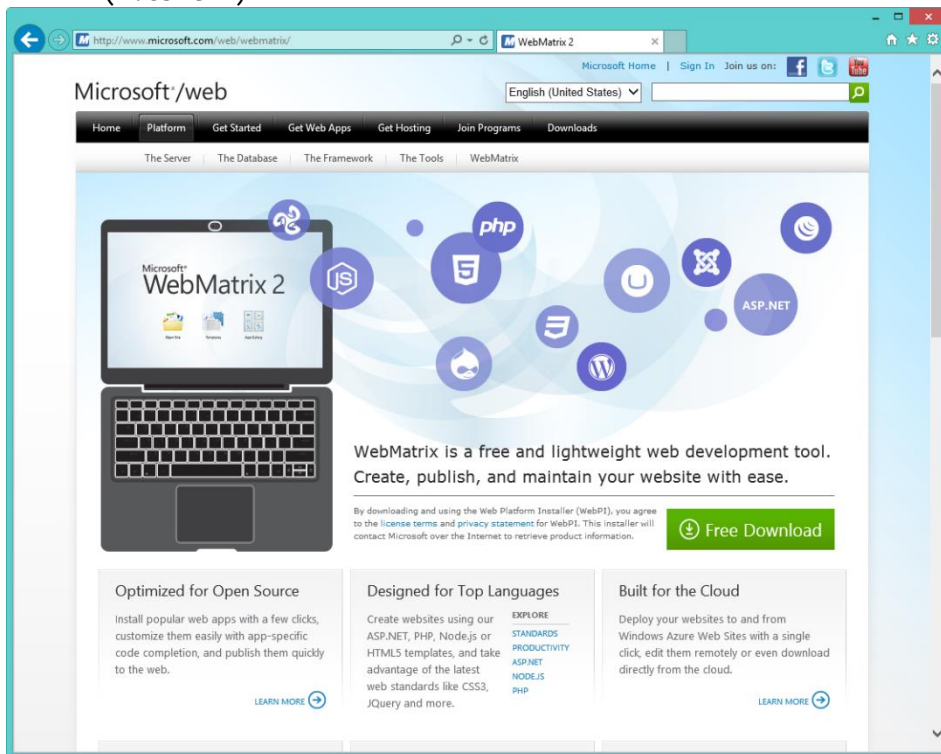 http://www.microsoft.com/web/webmatrix/
WebMatrix 2
Microsoft Home | Sign In Join us on:
Microsoft /web
English (United States)
Home Platform Get Started Get Web Apps Get Hosting Join Programs Downloads
The Server The Database The Framework The Tools WebMatrix
php
Microsoft
WebMatrix 2
JS
5
U
ASP.NET
Open Site Templates App Gallery
WebMatrix is a free and lightweight web development tool.
Create, publish, and maintain your website with ease.
By downloading and using the Web Platform Installer (WebPI), you agree
to the license terms and privacy statement for WebPI. This installer will
contact Microsoft over the Internet to retrieve product information.
Free Download
Optimized for Open Source
Install popular web apps with a few clicks,
customize them easily with app-specific
code completion, and publish them quickly
to the web.
LEARN MORE
Designed for Top Languages
Create websites using our
ASP.NET, PHP, Node.js or
HTML5 templates, and take
advantage of the latest
web standards like CSS3,
JQuery and more.
EXPLORE
STANDARDS
PRODUCTIVITY
ASP.NET
NODE.JS
PHP
Built for the Cloud
Deploy your websites to and from
Windows Azure Web Sites with a single
click, edit them remotely or even download
directly from the cloud.
LEARN MORE